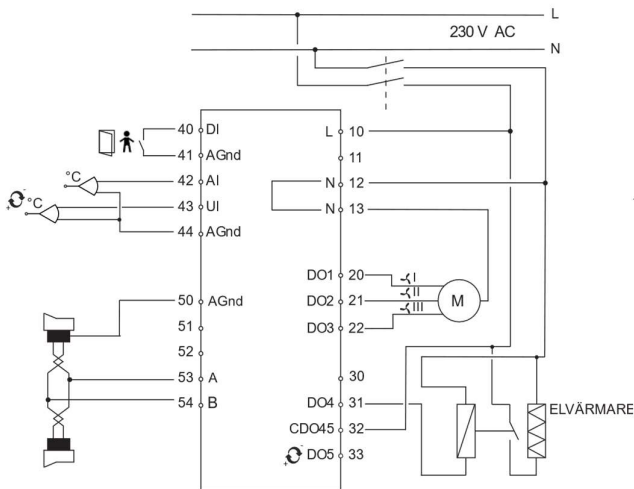 L
230 V AC
N
40 DI
L 10
41 AGnd
11
°C
42 AI
N 12
°C
43 UI
N 13
44 AGnd
DO1 20 I
50 AGnd
DO2 21 II
M
51
DO3 22 III
52
53 A
30
54 B
DO4 31
ELVÄRMARE
CDO45 32
DO5 33